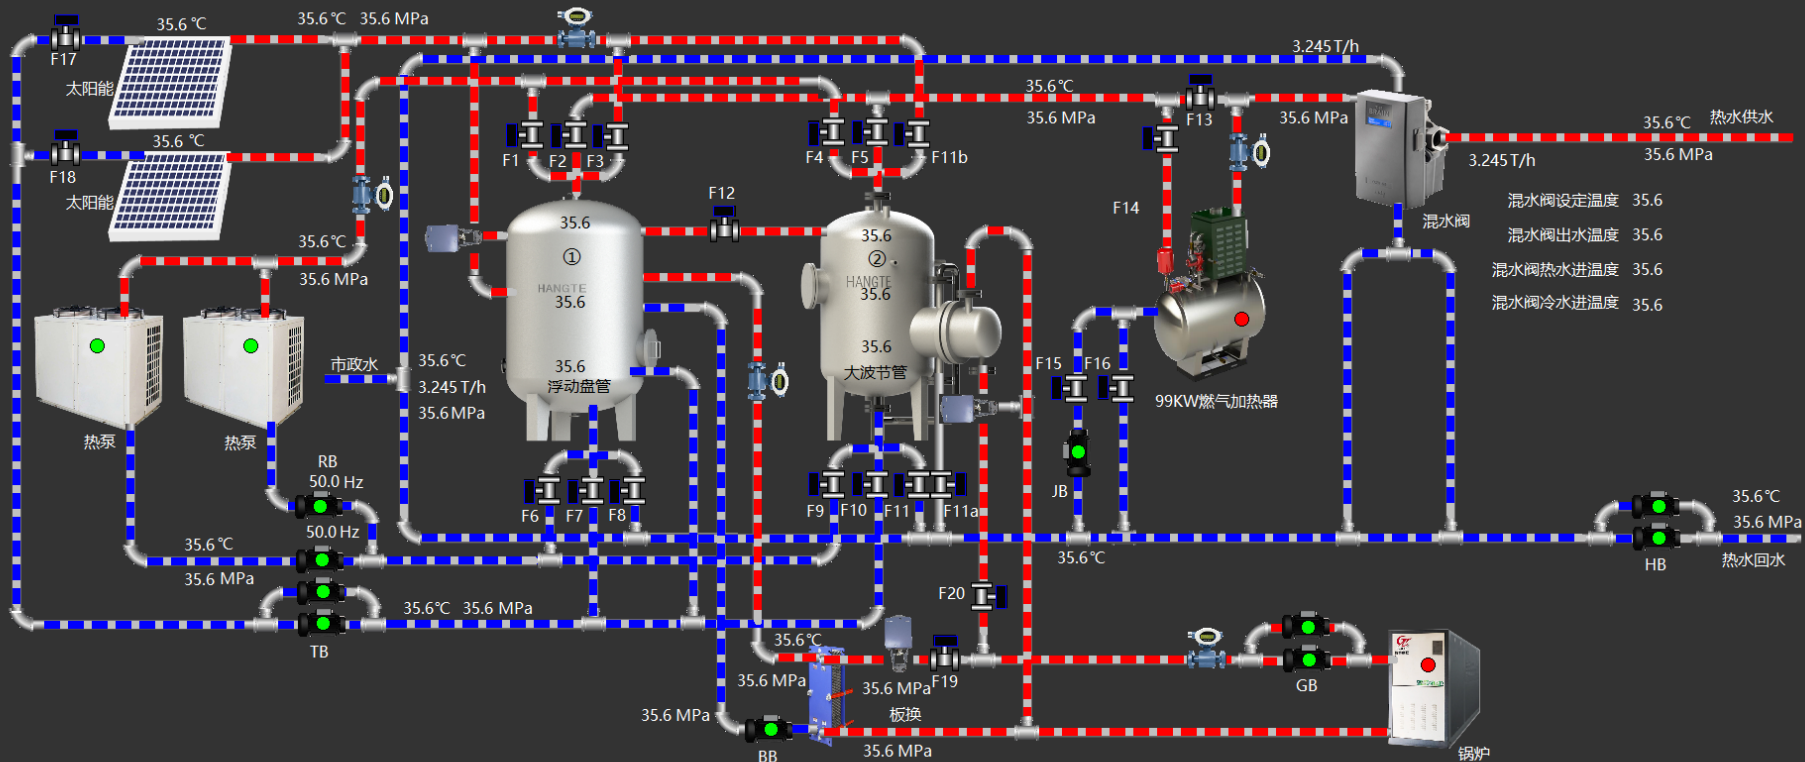 35.6 ℃
35.6 ℃ 35.6 MPa
F17
太阳能
35.6 ℃
F18
太阳能
35.6 ℃
35.6 MPa
热泵
热泵
市政水
35.6 ℃
3.245 T/h
35.6 MPa
RB
50.0 Hz
50.0 Hz
35.6 ℃
35.6 MPa
TB
35.6 ℃ 35.6 MPa
F1
F2
F3
F4
F5
F11b
F12
35.6
①
HANGTE
35.6
35.6
浮动盘管
35.6
②
HANGTE
35.6
35.6
大波节管
F6
F7
F8
F9
F10
F11
F11a
3.245 T/h
35.6 ℃
35.6 MPa
F13
35.6 MPa
F14
F15
F16
JB
99KW燃气加热器
混水阀
35.6 ℃
热水供水
3.245 T/h
35.6 MPa
混水阀设定温度 35.6
混水阀出水温度 35.6
混水阀热水进温度 35.6
混水阀冷水进温度 35.6
35.6 ℃
35.6 ℃
35.6 MPa
HB
热水回水
F20
35.6 ℃
35.6 MPa
35.6 MPa
F19
35.6 MPa
板换
BB
35.6 MPa
GB
锅炉